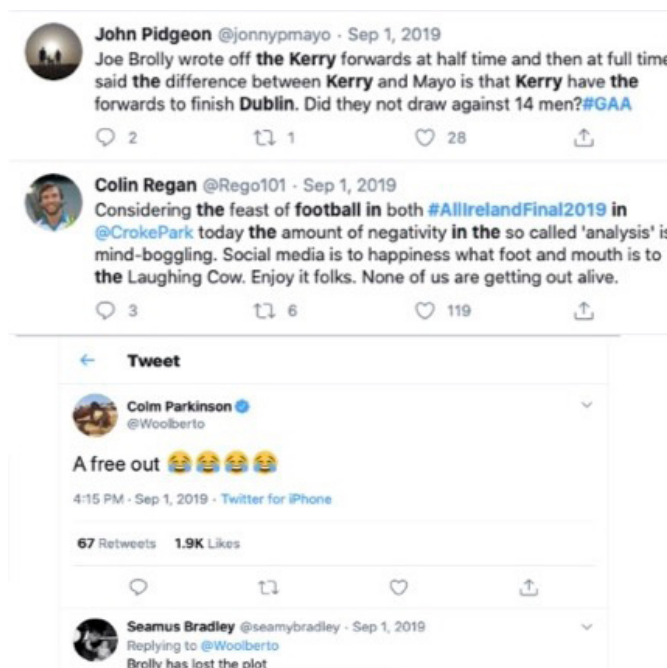 John Pidgeon @jonnypmayo · Sep 1, 2019
Joe Brolly wrote off the Kerry forwards at half time and then at full time
said the difference between Kerry and Mayo is that Kerry have the
forwards to finish Dublin. Did they not draw against 14 men?#GAA
2 1 28
Colin Regan @Rego101 · Sep 1, 2019
Considering the feast of football in both #AllIrelandFinal2019 in
@CrokePark today the amount of negativity in the so called 'analysis' is
mind-boggling. Social media is to happiness what foot and mouth is to
the Laughing Cow. Enjoy it folks. None of us are getting out alive.
3 6 119
Tweet
Colm Parkinson
@Woolberto
A free out 😂😂😂😂
4:15 PM · Sep 1, 2019 · Twitter for iPhone
67 Retweets 1.9K Likes
Seamus Bradley @seamybradley · Sep 1, 2019
Replying to @Woolberto
Brolly has lost the plot